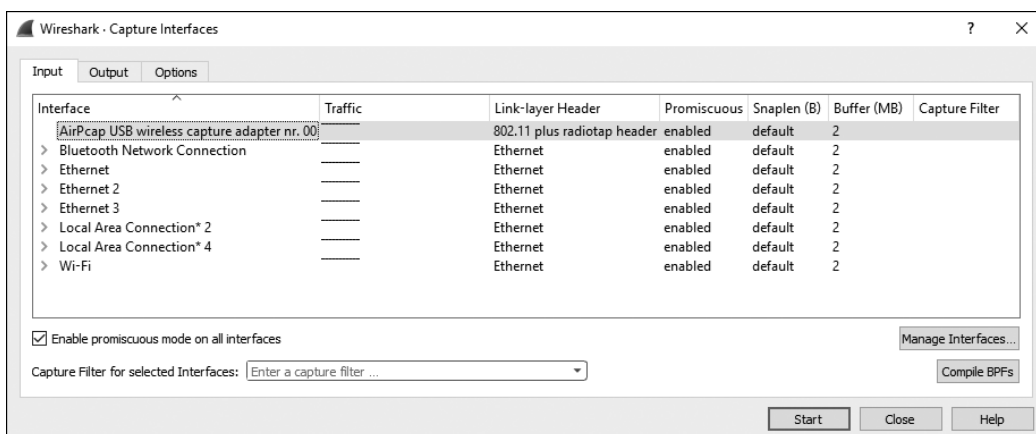 Wireshark · Capture Interfaces ? ×
Input Output Options
Interface Traffic Link-layer Header Promiscuous Snaplen (B) Buffer (MB) Capture Filter
AirPcap USB wireless capture adapter nr. 00 802.11 plus radiotap header enabled default 2
Bluetooth Network Connection Ethernet enabled default 2
Ethernet Ethernet enabled default 2
Ethernet 2 Ethernet enabled default 2
Ethernet 3 Ethernet enabled default 2
Local Area Connection* 2 Ethernet enabled default 2
Local Area Connection* 4 Ethernet enabled default 2
Wi-Fi Ethernet enabled default 2
Enable promiscuous mode on all interfaces Manage Interfaces...
Capture Filter for selected Interfaces: Enter a capture filter ... Compile BPFs
Start Close Help